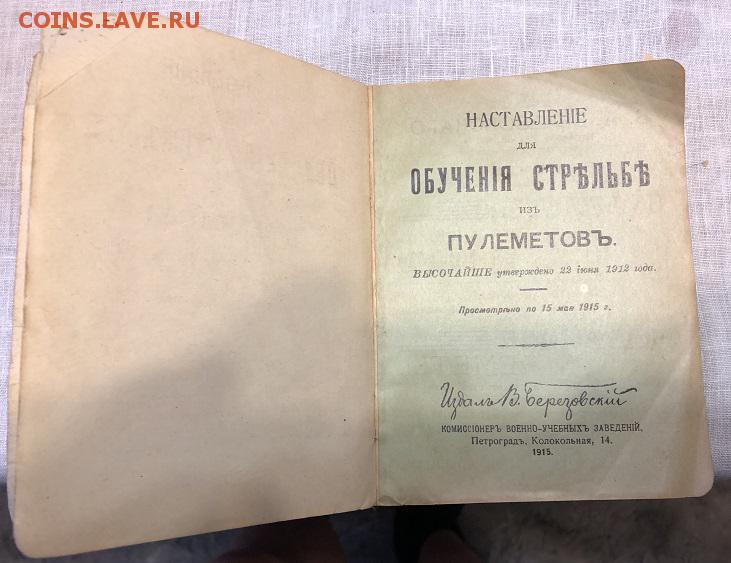 COINS.LAVE.RU
НАСТАВЛЕНІЕ
для
ОБУЧЕНІЯ СТРѢЛЬБѢ
изъ
ПУЛЕМЕТОВЪ.
ВЫСОЧАЙШЕ утверждено 22 іюня 1912 года.
Просмотрѣно по 15 мая 1915 г.
Издалъ В. Березовскій
КОМИССІОНЕРЪ ВОЕННО-УЧЕБНЫХЪ ЗАВЕДЕНІЙ,
Петроградъ, Колокольная, 14.
1915.